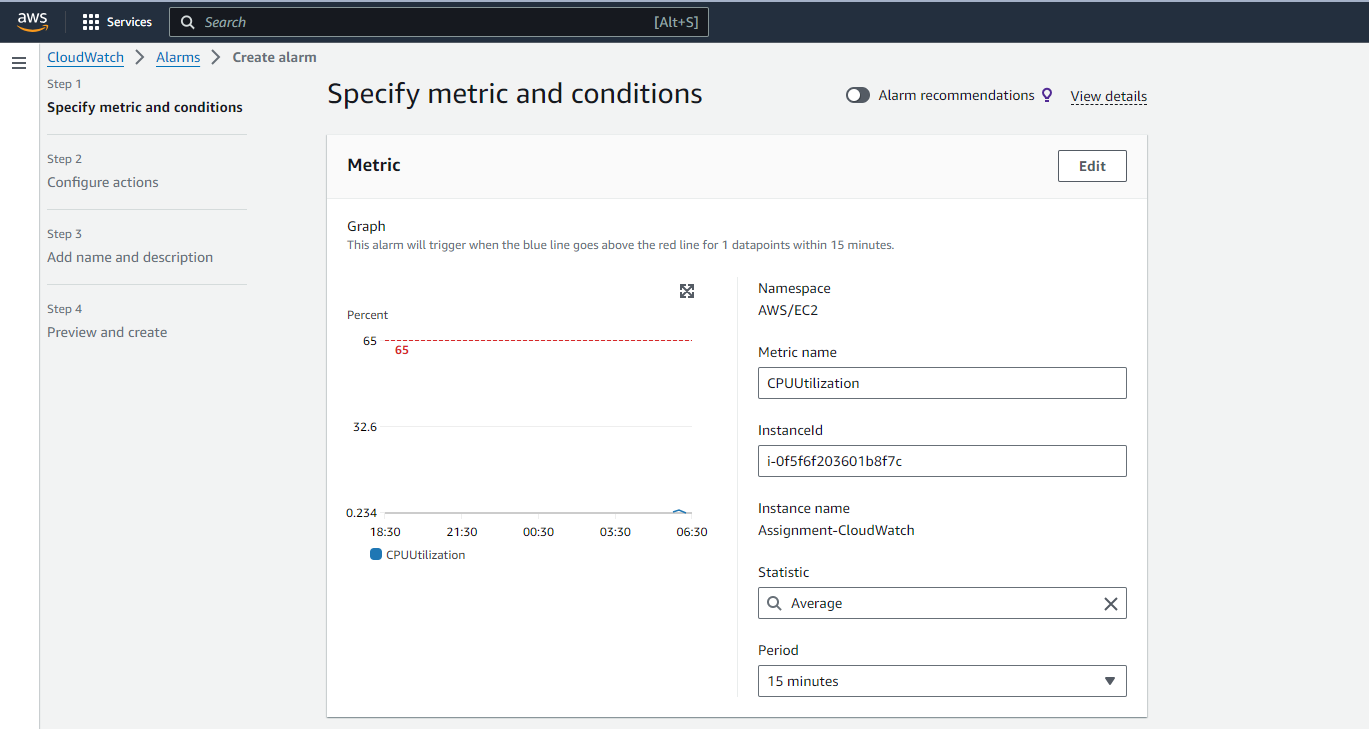 aws
Services
Search
[Alt+S]
CloudWatch
Alarms
Create alarm
Step 1
Specify metric and conditions
Step 2
Configure actions
Step 3
Add name and description
Step 4
Preview and create
Specify metric and conditions
Alarm recommendations
View details
Metric
Edit
Graph
This alarm will trigger when the blue line goes above the red line for 1 datapoints within 15 minutes.
Percent
65
65
32.6
0.234
18:30
21:30
00:30
03:30
06:30
CPUUtilization
Namespace
AWS/EC2
Metric name
CPUUtilization
InstanceId
i-0f5f6f203601b8f7c
Instance name
Assignment-CloudWatch
Statistic
Average
Period
15 minutes